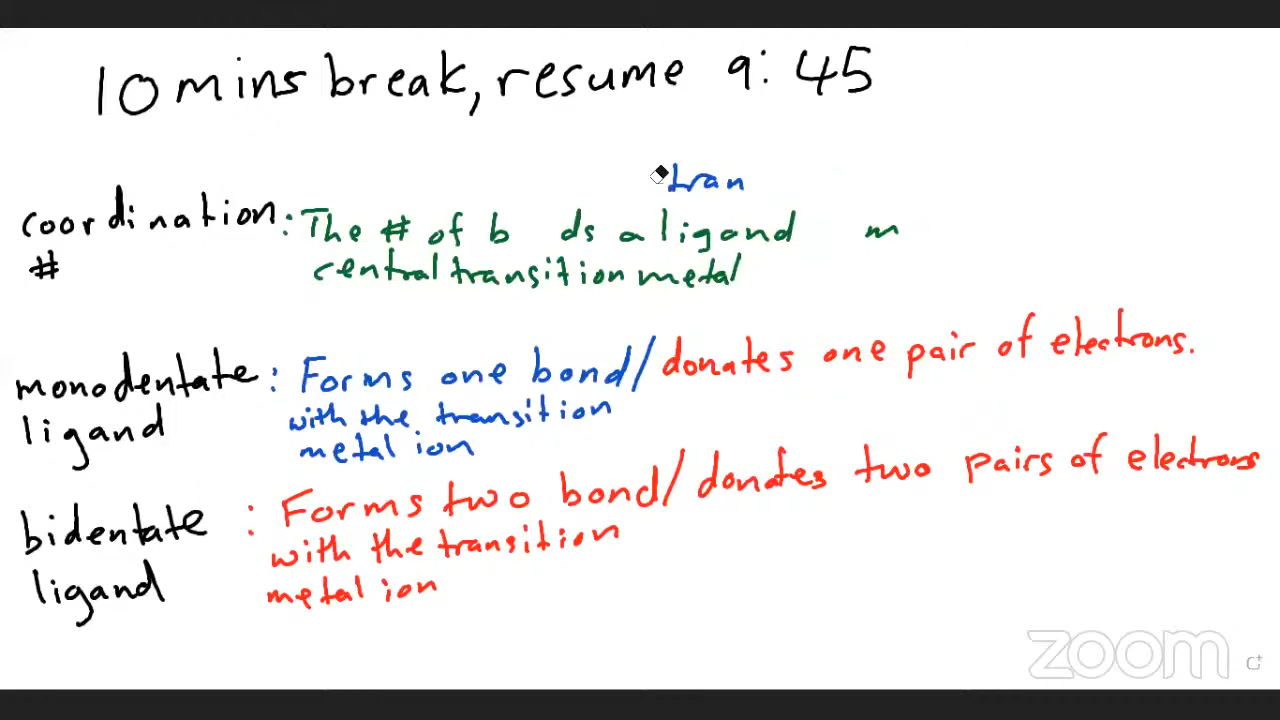 10 mins break, resume 9:45
tran
coordination : The # of b ds a ligand m
# central transition metal
monodentate : Forms one bond/donates one pair of electrons.
ligand with the transition
metal ion
bidentate : Forms two bond/donates two pairs of electrons
ligand with the transition
metal ion
zoom